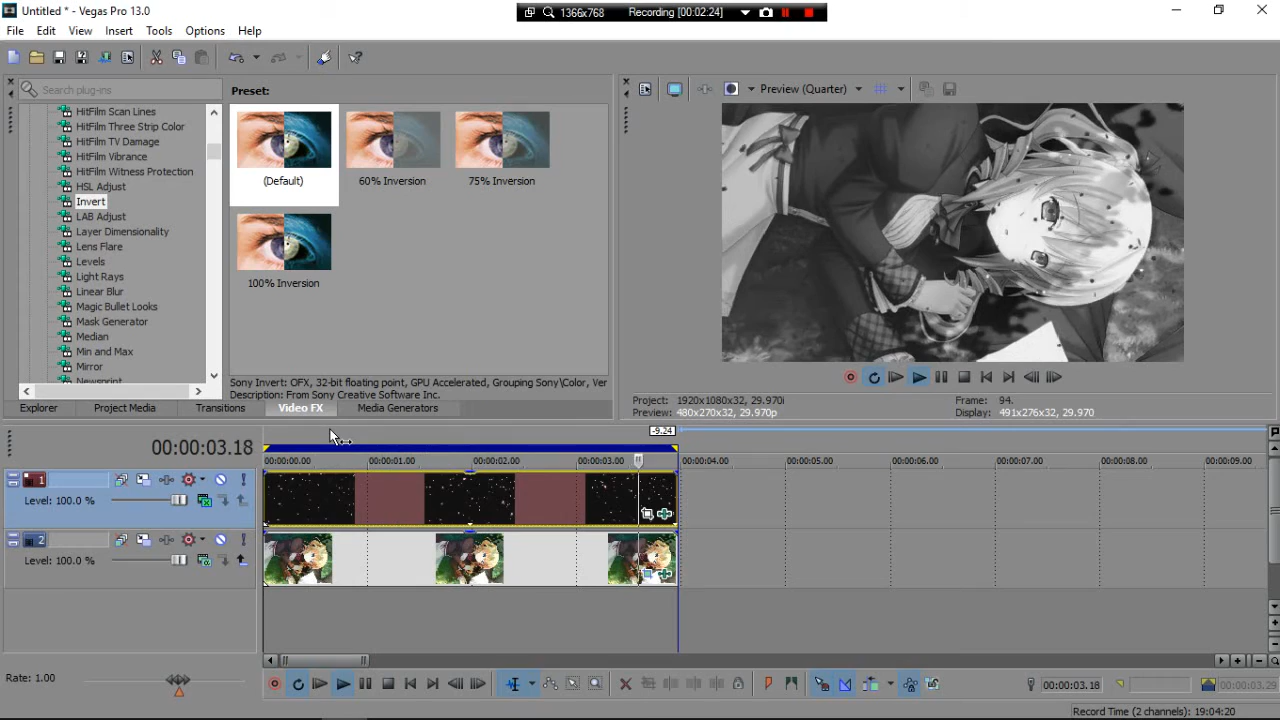 Untitled * - Vegas Pro 13.0
1366x768
Recording [00:02:24]
File Edit View Insert Tools Options Help
Search plug-ins
HitFilm Scan Lines
HitFilm Three Strip Color
HitFilm TV Damage
HitFilm Vibrance
HitFilm Witness Protection
HSL Adjust
Invert
LAB Adjust
Layer Dimensionality
Lens Flare
Levels
Light Rays
Linear Blur
Magic Bullet Looks
Mask Generator
Median
Min and Max
Mirror
Newsprint
Preset:
(Default)
60% Inversion
75% Inversion
100% Inversion
Sony Invert: OFX, 32-bit floating point, GPU Accelerated, Grouping Sony\Color, Ver
Description: From Sony Creative Software Inc.
Explorer Project Media Transitions Video FX Media Generators
Preview (Quarter)
Project: 1920x1080x32, 29.970i
Preview: 480x270x32, 29.970p
Frame: 94.
Display: 491x276x32, 29.970
00:00:03.18
-9.24
00:00:00.00 00:00:01.00 00:00:02.00 00:00:03.00 00:00:04.00 00:00:05.00 00:00:06.00 00:00:07.00 00:00:08.00 00:00:09.00
1
Level: 100.0 %
2
Level: 100.0 %
Rate: 1.00
00:00:03.18
00:00:03.29
Record Time (2 channels): 19:04:20